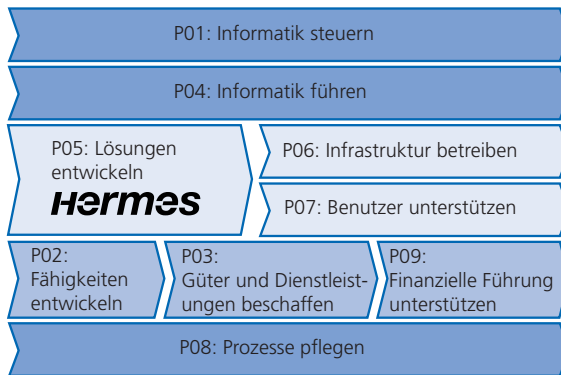 P01: Informatik steuern
P04: Informatik führen
P05: Lösungen
entwickeln
Hermes
P06: Infrastruktur betreiben
P07: Benutzer unterstützen
P02:
Fähigkeiten
entwickeln
P03:
Güter und Dienstleist-
ungen beschaffen
P09:
Finanzielle Führung
unterstützen
P08: Prozesse pflegen